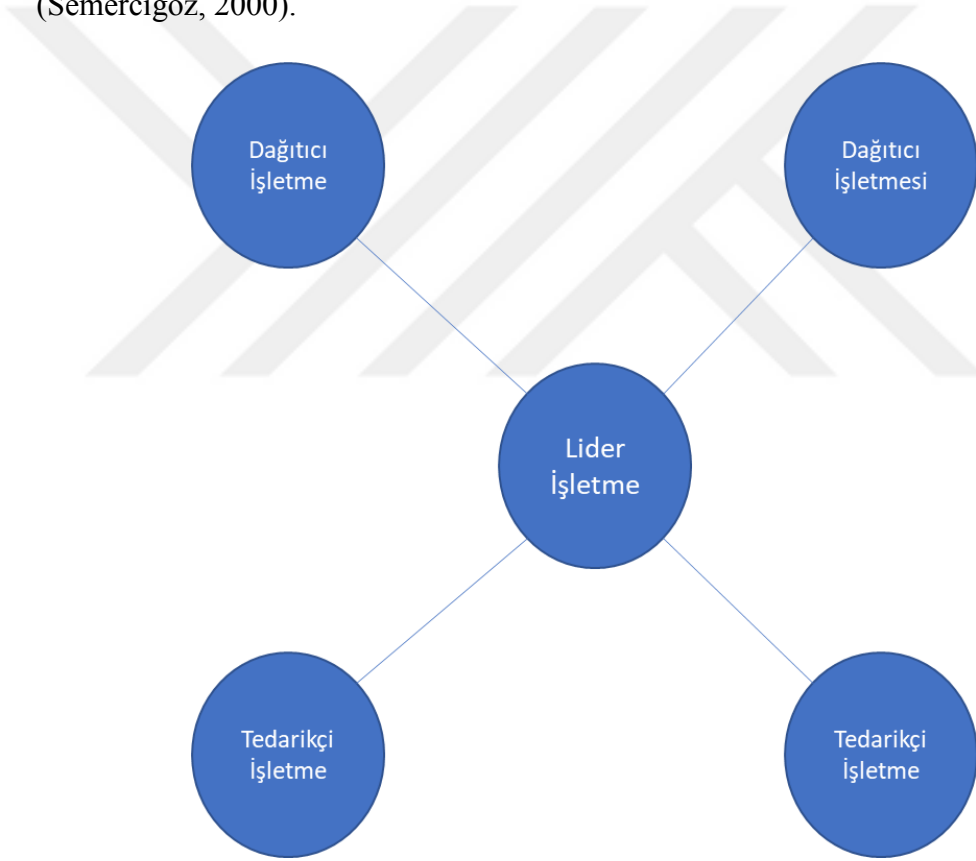 (Semercigöz, 2000).
Dağıtıcı
İşletme
Dağıtıcı
İşletmesi
Lider
İşletme
Tedarikçi
İşletme
Tedarikçi
İşletme